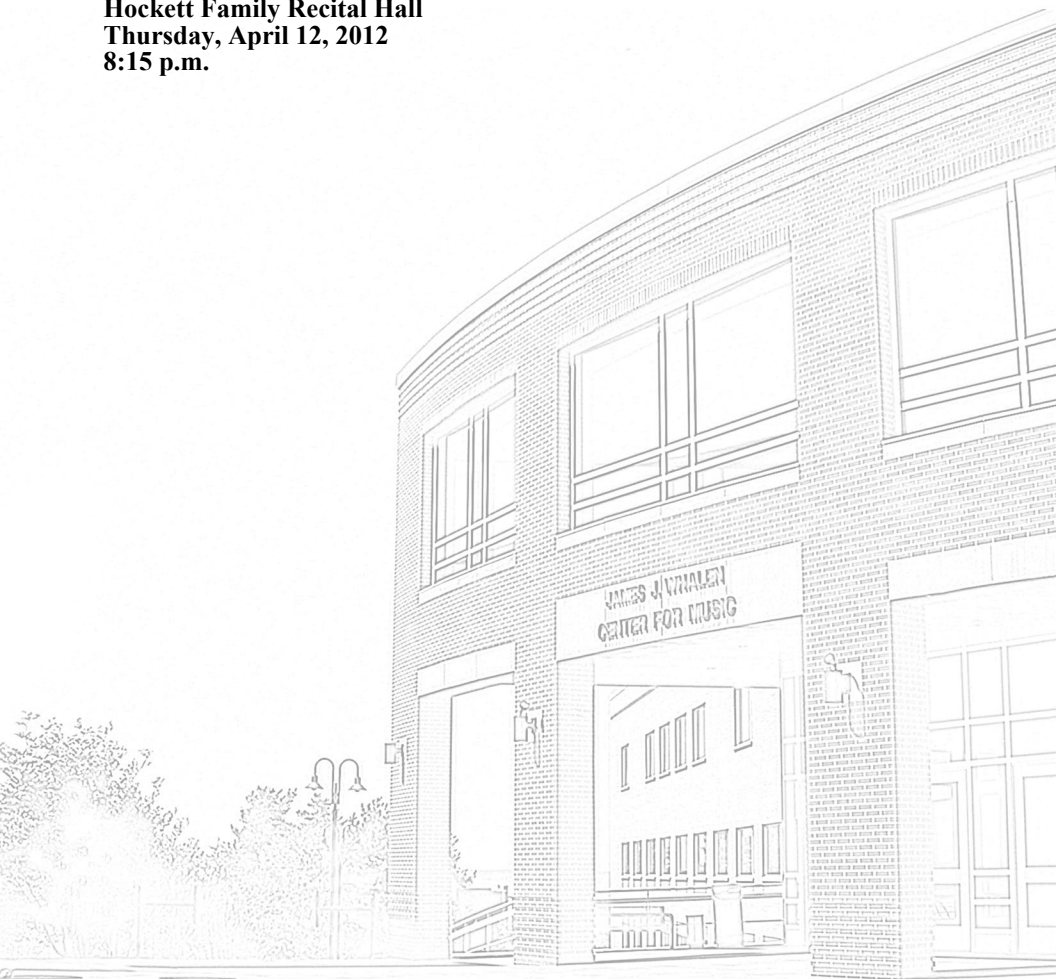 Hockett Family Recital Hall
Thursday, April 12, 2012
8:15 p.m.
JAMES J. WHALEN
CENTER FOR MUSIC